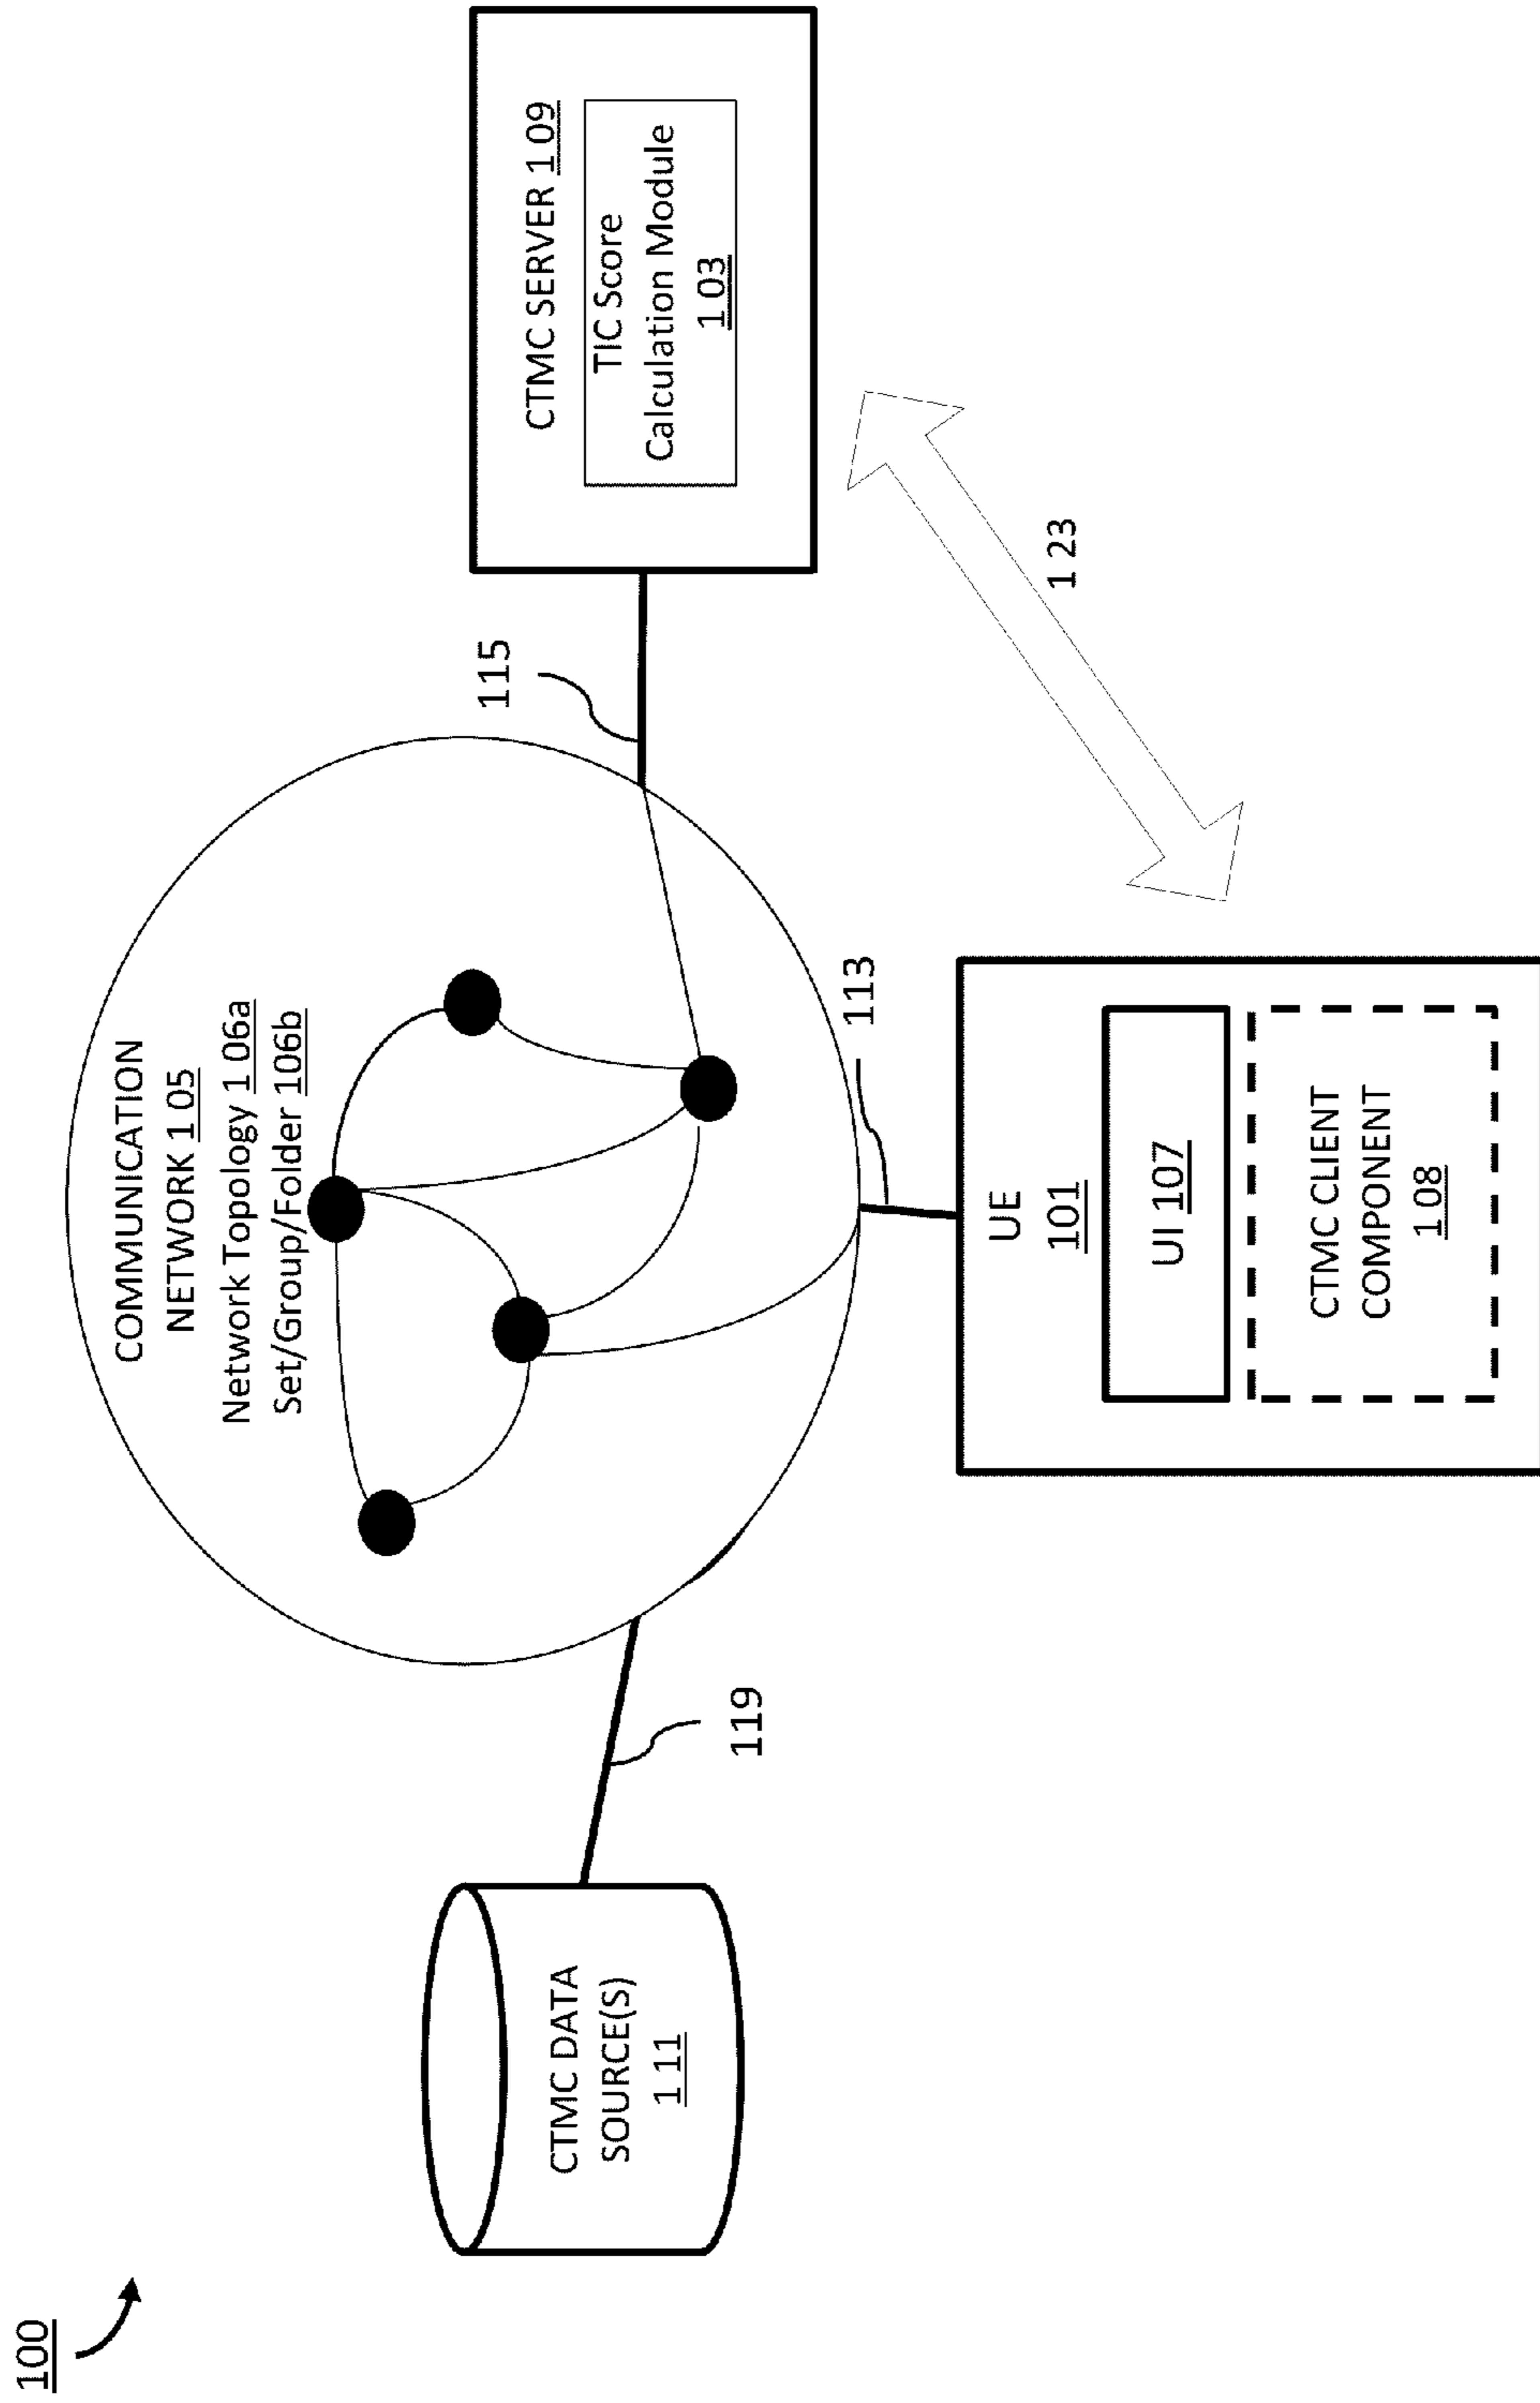 100
COMMUNICATION
NETWORK 105
Network Topology 106a
Set/Group/Folder 106b
CTMC DATA
SOURCE(S)
111
119
115
CTMC SERVER 109
TIC Score
Calculation Module
103
113
123
UE
101
UI 107
CTMC CLIENT
COMPONENT
108